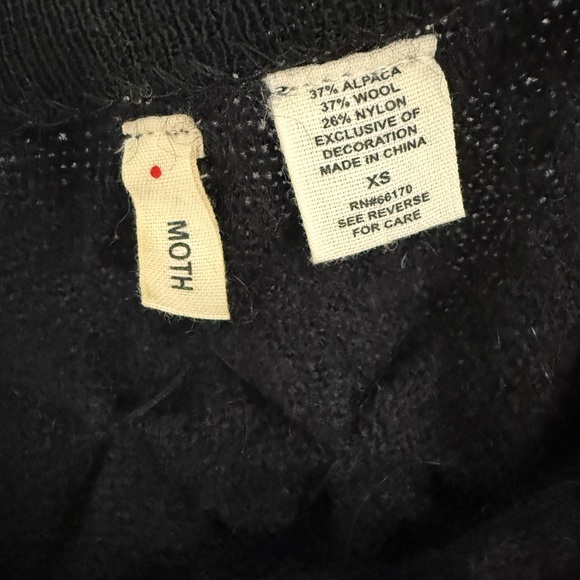 MOTH
37% ALPACA
37% WOOL
26% NYLON
EXCLUSIVE OF
DECORATION
MADE IN CHINA
XS
RN#66170
SEE REVERSE
FOR CARE